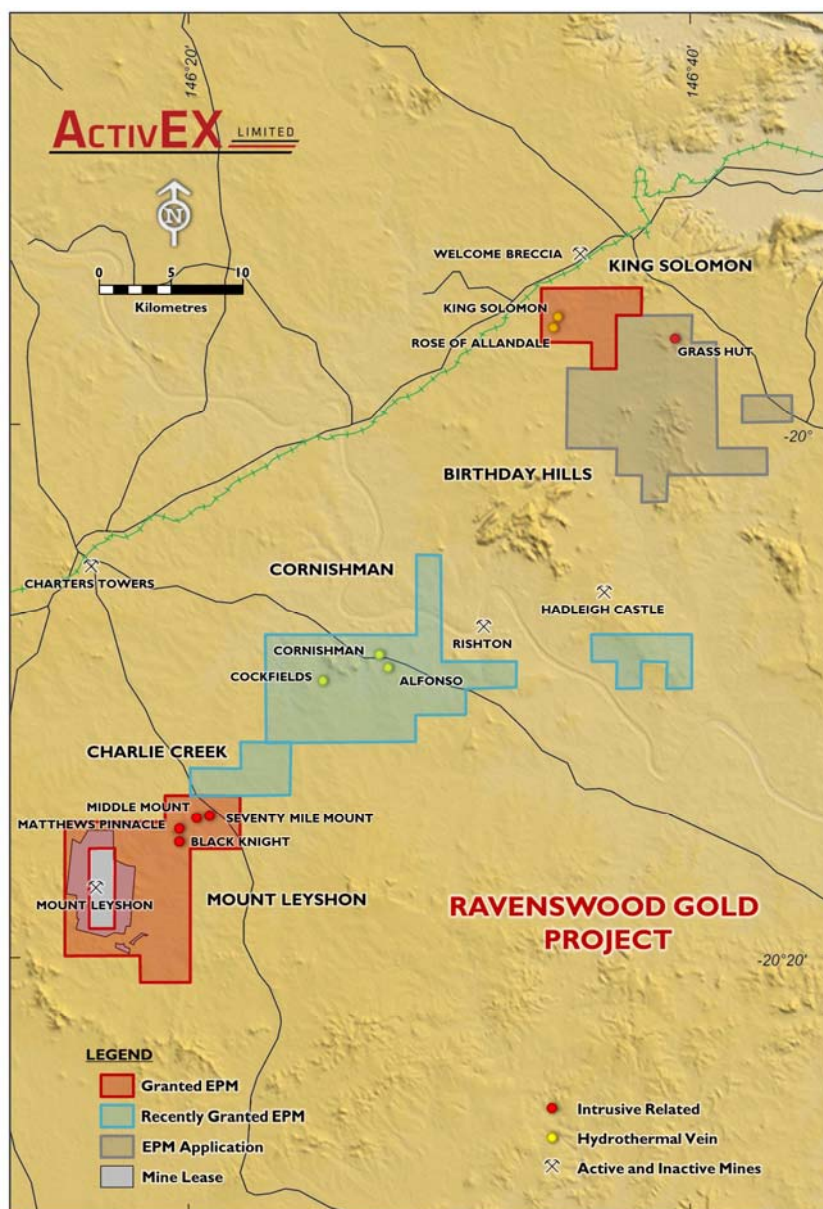 146°20'
146°40'
ACTIVEX LIMITED
N
0 5 10
Kilometres
WELCOME BRECCIA
KING SOLOMON
KING SOLOMON
ROSE OF ALLANDALE
GRASS HUT
-20°
BIRTHDAY HILLS
CORNISHMAN
CHARTERS TOWERS
HADLEIGH CASTLE
RISHTON
CORNISHMAN
COCKFIELDS
ALFONSO
CHARLIE CREEK
MIDDLE MOUNT
SEVENTY MILE MOUNT
MATTHEWS PINNACLE
BLACK KNIGHT
MOUNT LEYSHON
MOUNT LEYSHON
RAVENSWOOD GOLD
PROJECT
-20°20'
LEGEND
Granted EPM
Recently Granted EPM
EPM Application
Mine Lease
Intrusive Related
Hydrothermal Vein
Active and Inactive Mines